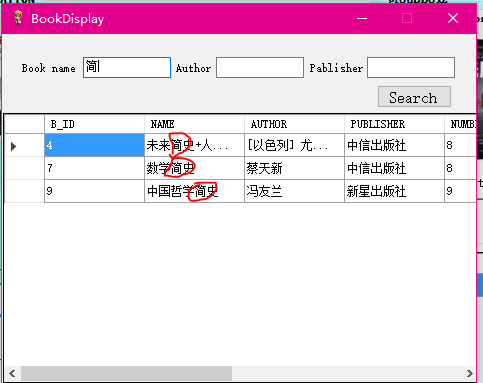 BookDisplay
Book name 简 Author Pablisher
Search
B_ID NAME AUTHOR PUBLISHER NUMB
4 未来简史+人... [以色列] 尤... 中信出版社 8
7 数学简史 蔡天新 中信出版社 8
9 中国哲学简史 冯友兰 新星出版社 9